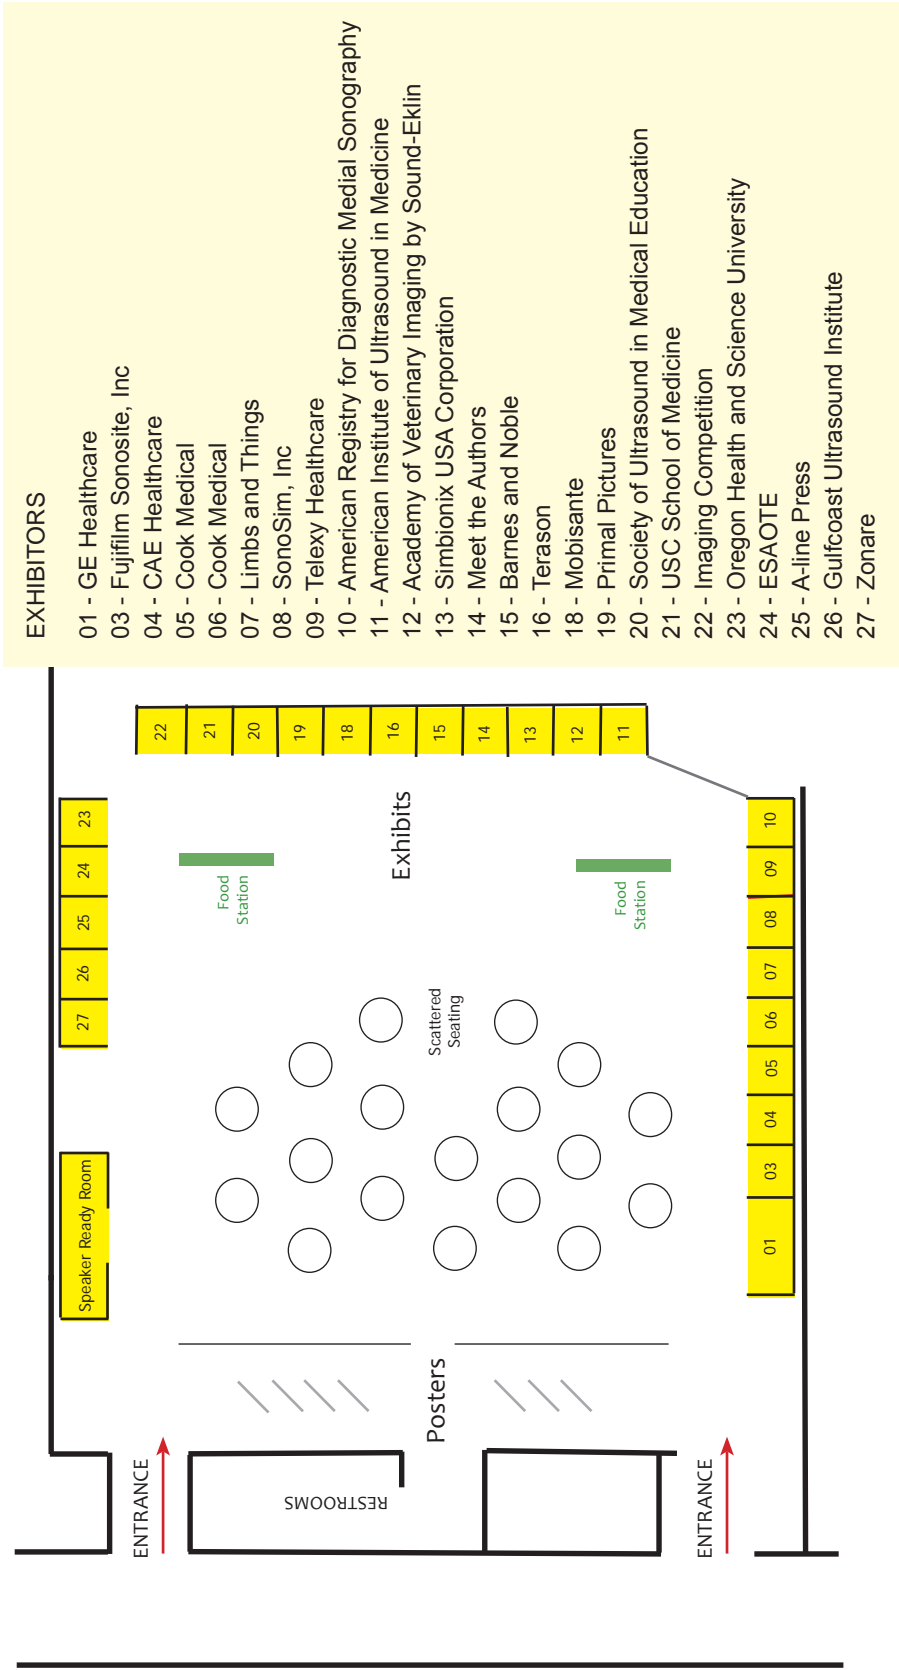 EXHIBITORS
01 - GE Healthcare
03 - Fujifilm Sonosite, Inc
04 - CAE Healthcare
05 - Cook Medical
06 - Cook Medical
07 - Limbs and Things
08 - SonoSim, Inc
09 - Telexy Healthcare
10 - American Registry for Diagnostic Medial Sonography
11 - American Institute of Ultrasound in Medicine
12 - Academy of Veterinary Imaging by Sound-Eklin
13 - Simbionix USA Corporation
14 - Meet the Authors
15 - Barnes and Noble
16 - Terason
18 - Mobisante
19 - Primal Pictures
20 - Society of Ultrasound in Medical Education
21 - USC School of Medicine
22 - Imaging Competition
23 - Oregon Health and Science University
24 - ESAOTE
25 - A-line Press
26 - Gulfcoast Ultrasound Institute
27 - Zonare
Speaker Ready Room
27
26
25
24
23
22
21
20
19
18
16
15
14
13
12
11
10
09
08
07
06
05
04
03
01
Food
Station
Exhibits
Food
Station
Scattered
Seating
Posters
ENTRANCE
RESTROOMS
ENTRANCE